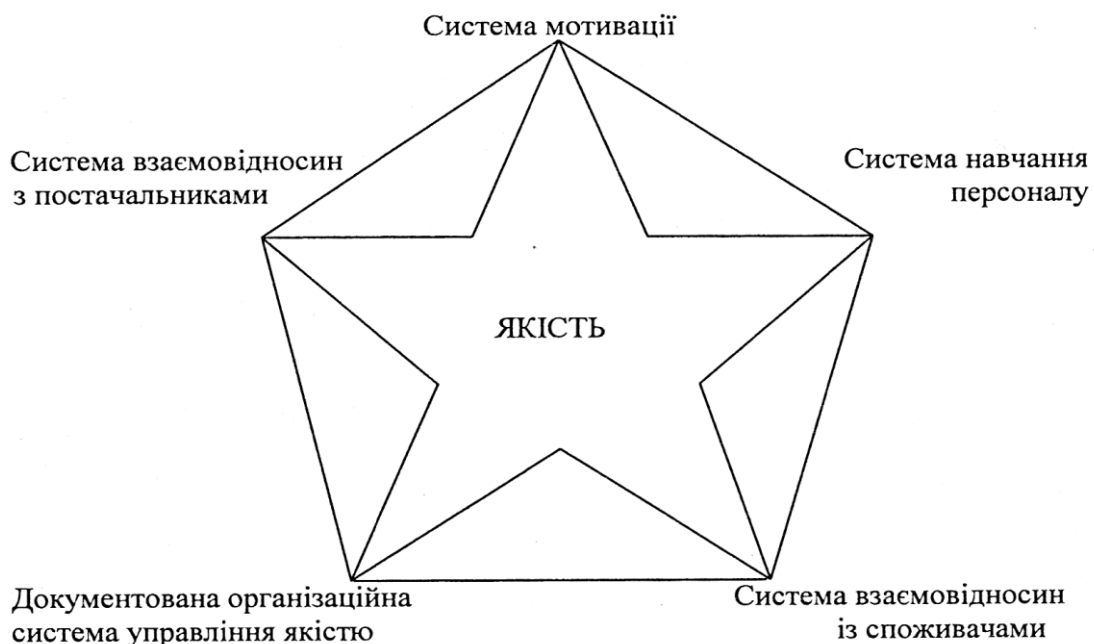 Система мотивації
Система взаємовідносин
з постачальниками
Система навчання
персоналу
ЯКІСТЬ
Документована організаційна
система управління якістю
Система взаємовідносин
із споживачами